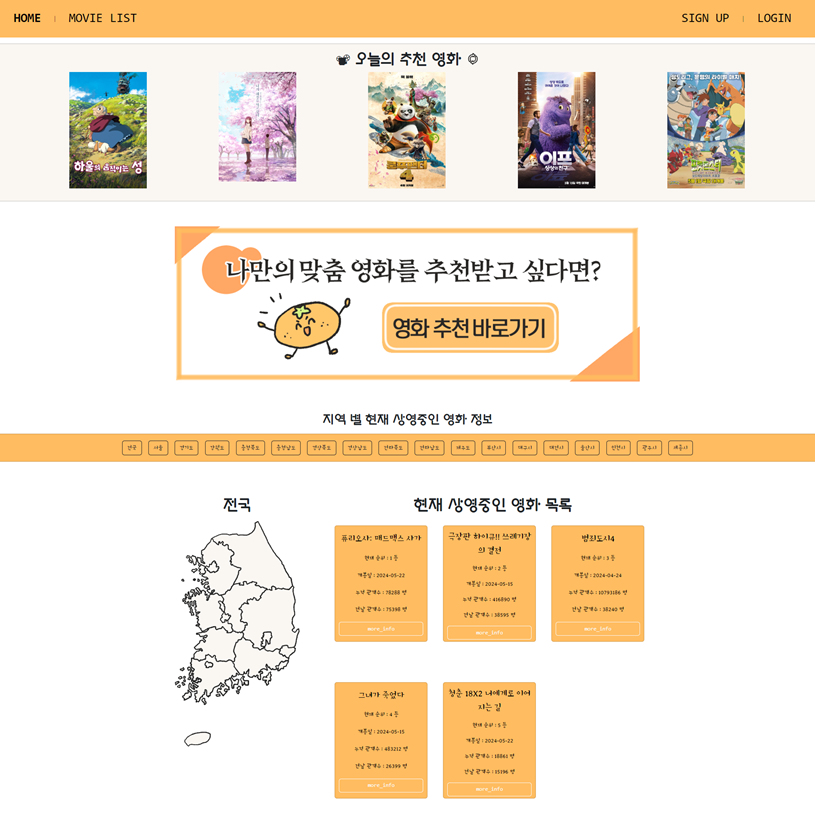 HOME | MOVIE LIST
SIGN UP | LOGIN
오늘의 추천 영화
하울의 움직이는 성
쿵푸팬더 4
이프
상상의 친구
나만의 맞춤 영화를 추천받고 싶다면?
영화 추천 바로가기
지역 별 현재 상영중인 영화 정보
전국 서울 경기도 강원도 충청북도 충청남도 경상북도 경상남도 전라북도 전라남도 제주도 부산시 대구시 대전시 울산시 인천시 광주시 세종시
전국
현재 상영중인 영화 목록
퓨리오사: 매드맥스 사가
현재 순위 : 1 등
개봉일 : 2024-05-22
누적 관객수 : 78288 명
전날 관객수 : 75398 명
more_info
극장판 하이큐!! 쓰레기장
의 결전
현재 순위 : 2 등
개봉일 : 2024-05-15
누적 관객수 : 416890 명
전날 관객수 : 38595 명
more_info
범죄도시4
현재 순위 : 3 등
개봉일 : 2024-04-24
누적 관객수 : 10793186 명
전날 관객수 : 38240 명
more_info
그녀가 죽었다
현재 순위 : 4 등
개봉일 : 2024-05-15
누적 관객수 : 483212 명
전날 관객수 : 26399 명
more_info
청춘 18X2 너에게로 이어
지는 길
현재 순위 : 5 등
개봉일 : 2024-05-22
누적 관객수 : 18861 명
전날 관객수 : 15196 명
more_info